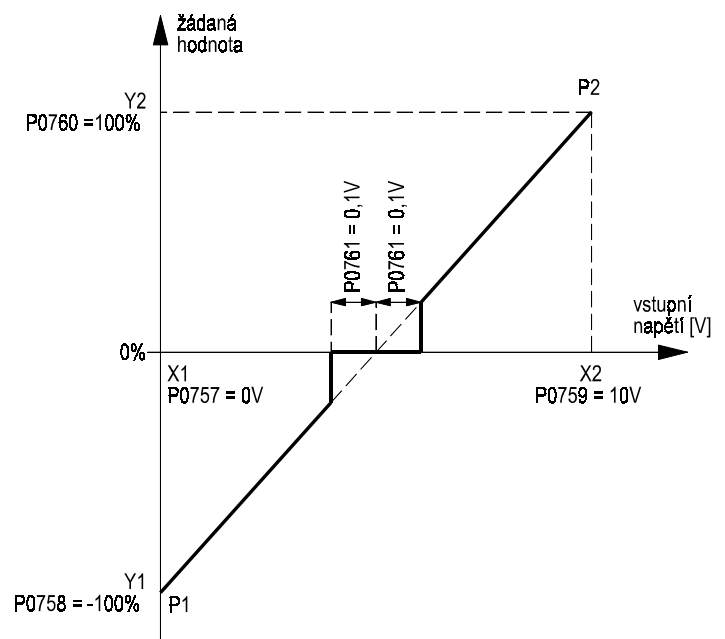 žádaná
hodnota
Y2
P0760 =100%
P2
P0761 = 0,1V
P0761 = 0,1V
vstupní
napětí [V]
0%
X1
P0757 = 0V
X2
P0759 = 10V
Y1
P0758 = -100%
P1